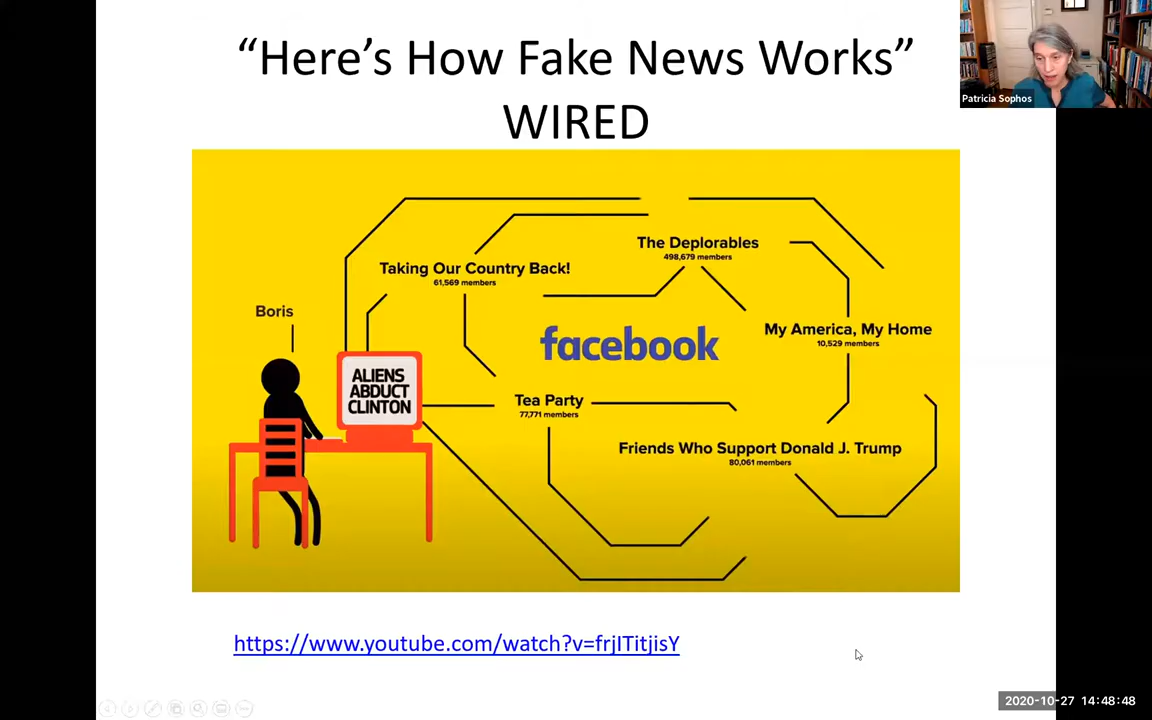 “Here’s How Fake News Works”
WIRED
Patricia Sophos
The Deplorables
498,679 members
Taking Our Country Back!
61,569 members
Boris
My America, My Home
10,529 members
facebook
ALIENS
ABDUCT
CLINTON
Tea Party
77,771 members
Friends Who Support Donald J. Trump
80,061 members
https://www.youtube.com/watch?v=frjITitjisY
2020-10-27 14:48:48